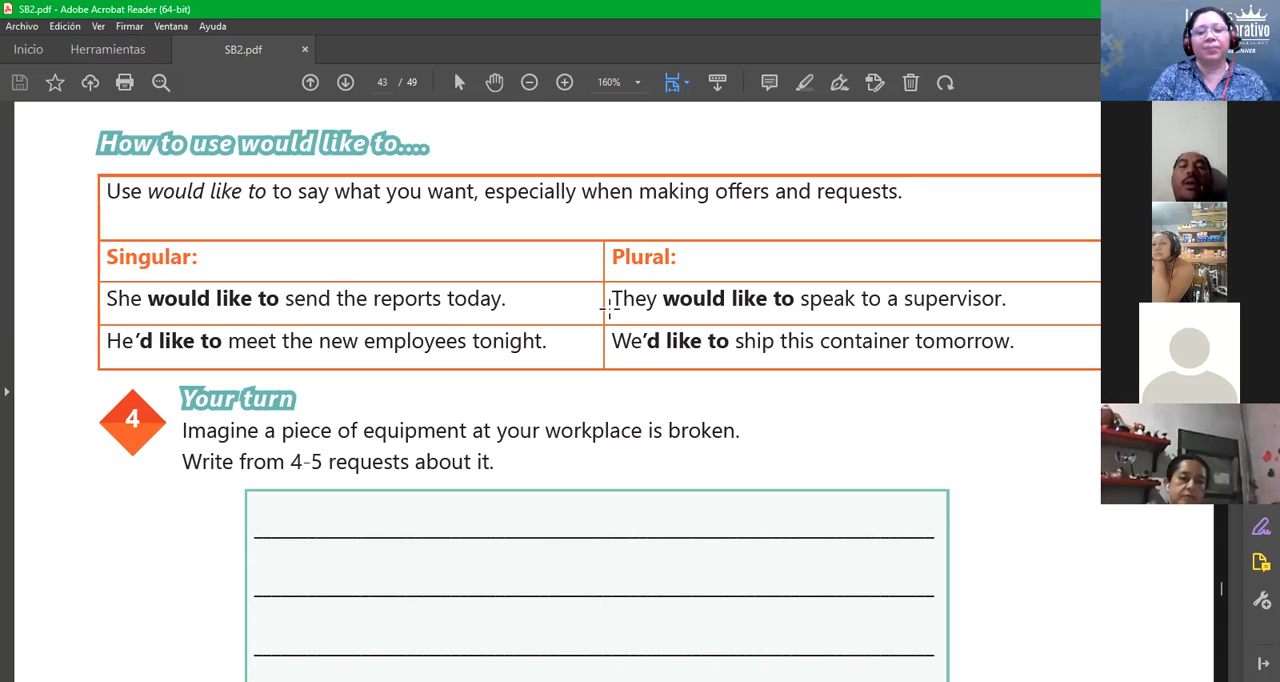 SB2.pdf - Adobe Acrobat Reader (64-bit)
Archivo Edición Ver Firmar Ventana Ayuda
Inicio Herramientas SB2.pdf ×
43 / 49 160%
How to use would like to....
Use would like to to say what you want, especially when making offers and requests.
Singular: Plural:
She would like to send the reports today. They would like to speak to a supervisor.
He'd like to meet the new employees tonight. We'd like to ship this container tomorrow.
4
Your turn
Imagine a piece of equipment at your workplace is broken.
Write from 4-5 requests about it.